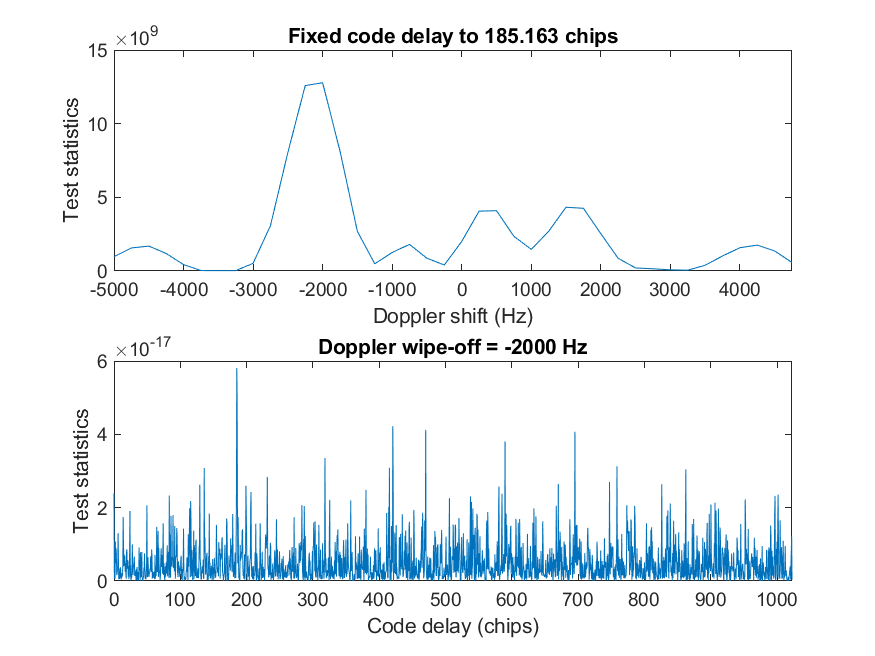 ×10^9
Fixed code delay to 185.163 chips
15
10
5
0
Test statistics
-5000 -4000 -3000 -2000 -1000 0 1000 2000 3000 4000
Doppler shift (Hz)
×10^-17
Doppler wipe-off = -2000 Hz
6
4
2
0
Test statistics
0 100 200 300 400 500 600 700 800 900 1000
Code delay (chips)